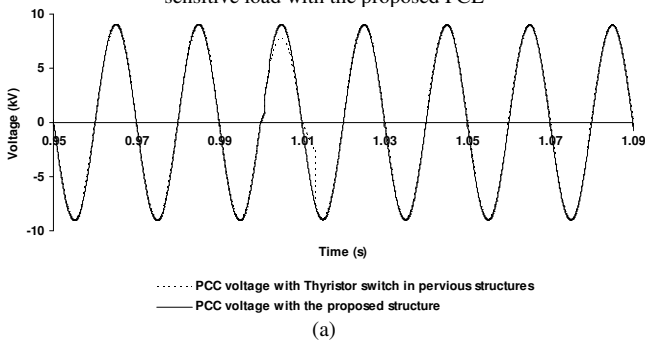 sensitive load with the proposed FCL
10
5
0
-5
-10
Voltage (kV)
0.95 0.97 0.99 1.01 1.03 1.05 1.07 1.09
Time (s)
PCC voltage with Thyristor switch in pervious structures
PCC voltage with the proposed structure
(a)